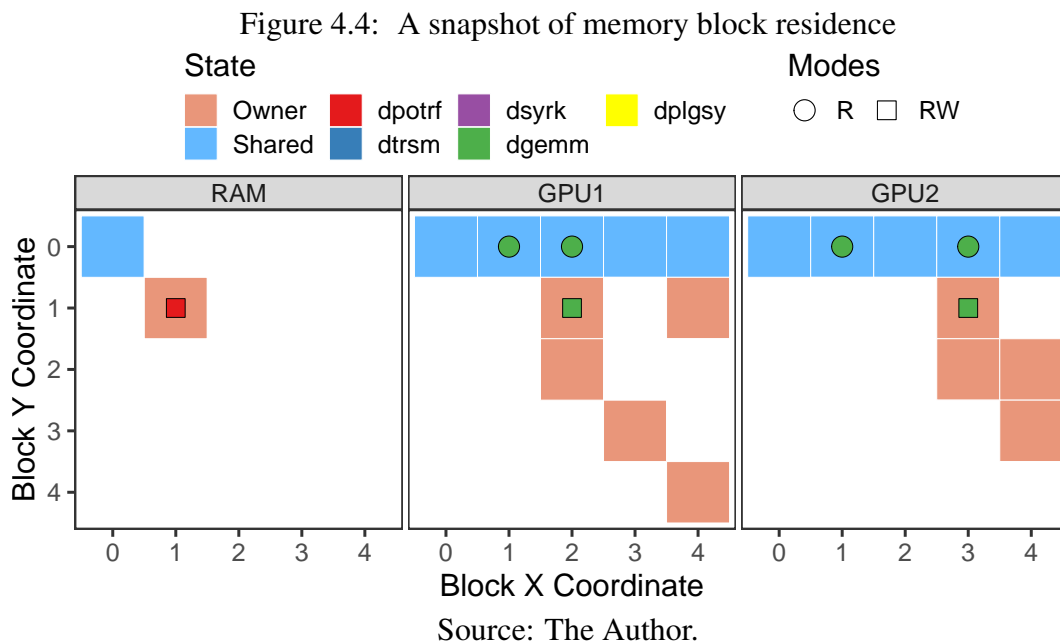 Figure 4.4: A snapshot of memory block residence
State
Modes
Owner dpotrf dsyrk dplgsy
R RW
Shared dtrsm dgemm
RAM GPU1 GPU2
Block Y Coordinate
0
1
2
3
4
0 1 2 3 4 0 1 2 3 4 0 1 2 3 4
Block X Coordinate
Source: The Author.